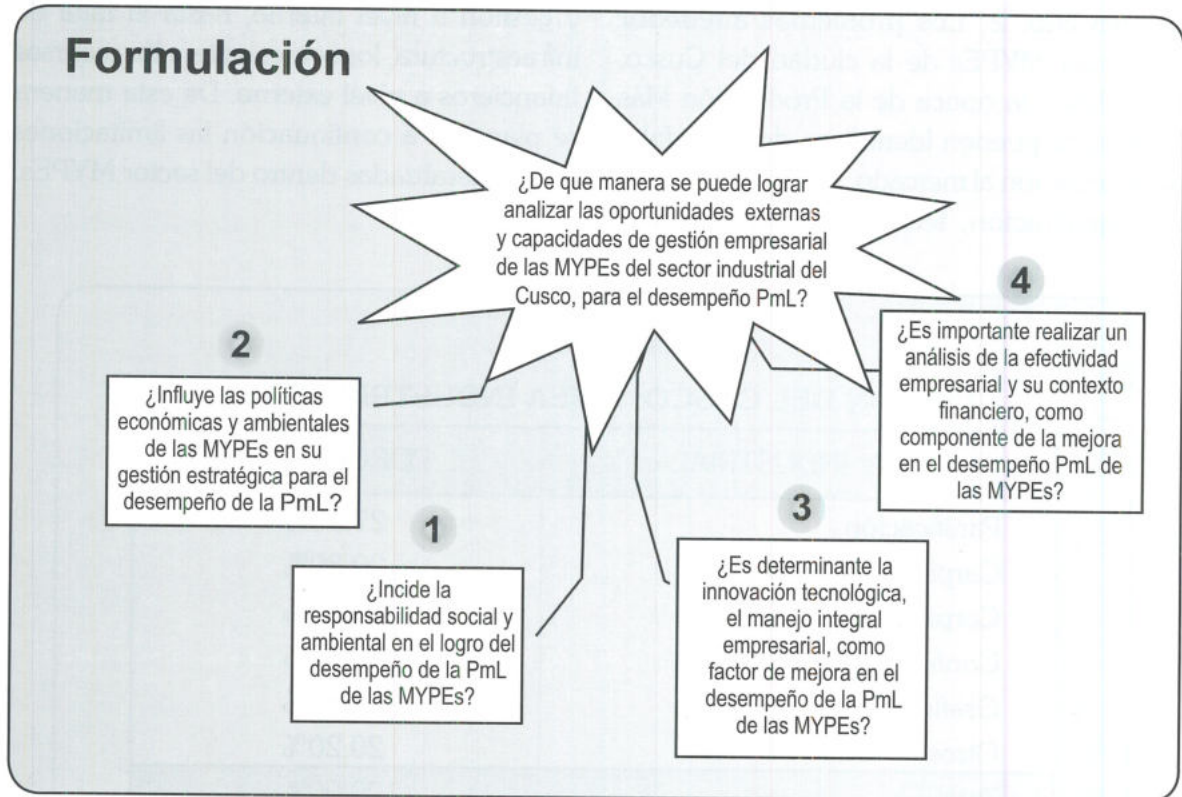 Formulación
¿De que manera se puede lograr
analizar las oportunidades externas
y capacidades de gestión empresarial
de las MYPEs del sector industrial del
Cusco, para el desempeño PmL?
1
¿Incide la
responsabilidad social y
ambiental en el logro del
desempeño de la PmL
de las MYPEs?
2
¿Influye las políticas
económicas y ambientales
de las MYPEs en su
gestión estratégica para el
desempeño de la PmL?
3
¿Es determinante la
innovación tecnológica,
el manejo integral
empresarial, como
factor de mejora en el
desempeño de la PmL
de las MYPEs?
4
¿Es importante realizar un
análisis de la efectividad
empresarial y su contexto
financiero, como
componente de la mejora
en el desempeño PmL de
las MYPEs?